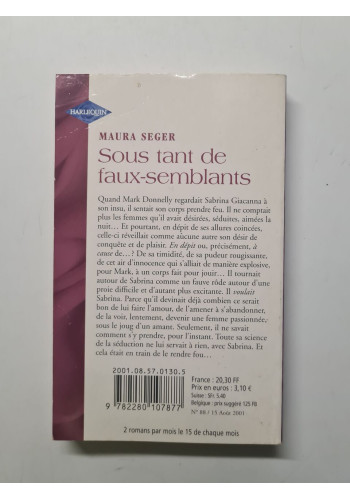 HARLEQUIN
MAURA SEGER
Sous tant de
faux-semblants
Quand Mark Donnelly regardait Sabrina Giacanna à
son insu, il sentait son corps prendre feu. Il ne comptait
plus les femmes qu'il avait désirées, séduites, aimées la
nuit... Et pourtant, en dépit de ses allures coincées,
celle-ci réveillait comme aucune autre son désir de
conquête et de plaisir. En dépit ou, précisément, à
cause de... ? De sa timidité, de sa pudeur rougissante,
de cet air d'innocence qui s'alliait de manière explosive,
pour Mark, à un corps fait pour jouir... Il tournait
autour de Sabrina comme un fauve rôde autour d'une
proie difficile et d'autant plus excitante. Il voulait
Sabrina. Parce qu'il devinait déjà combien ce serait
bon de lui faire l'amour, de l'amener à s'abandonner,
de la voir, lentement, devenir une femme passionnée;
sous le joug d'un amant. Seulement, il ne savait
comment s'y prendre, pour l'instant. Toute sa science
de la séduction ne lui servait à rien, avec Sabrina. Et
cela était en train de le rendre fou...
2001.08.57.0130.5
9 782280 107877
France : 20,30 FF
Prix en euros : 3,10 €
Suisse : SFr. 5.40
Belgique : prix suggéré 125 FB
N° 88 / 15 Août 2001
2 romans par mois le 15 de chaque mois